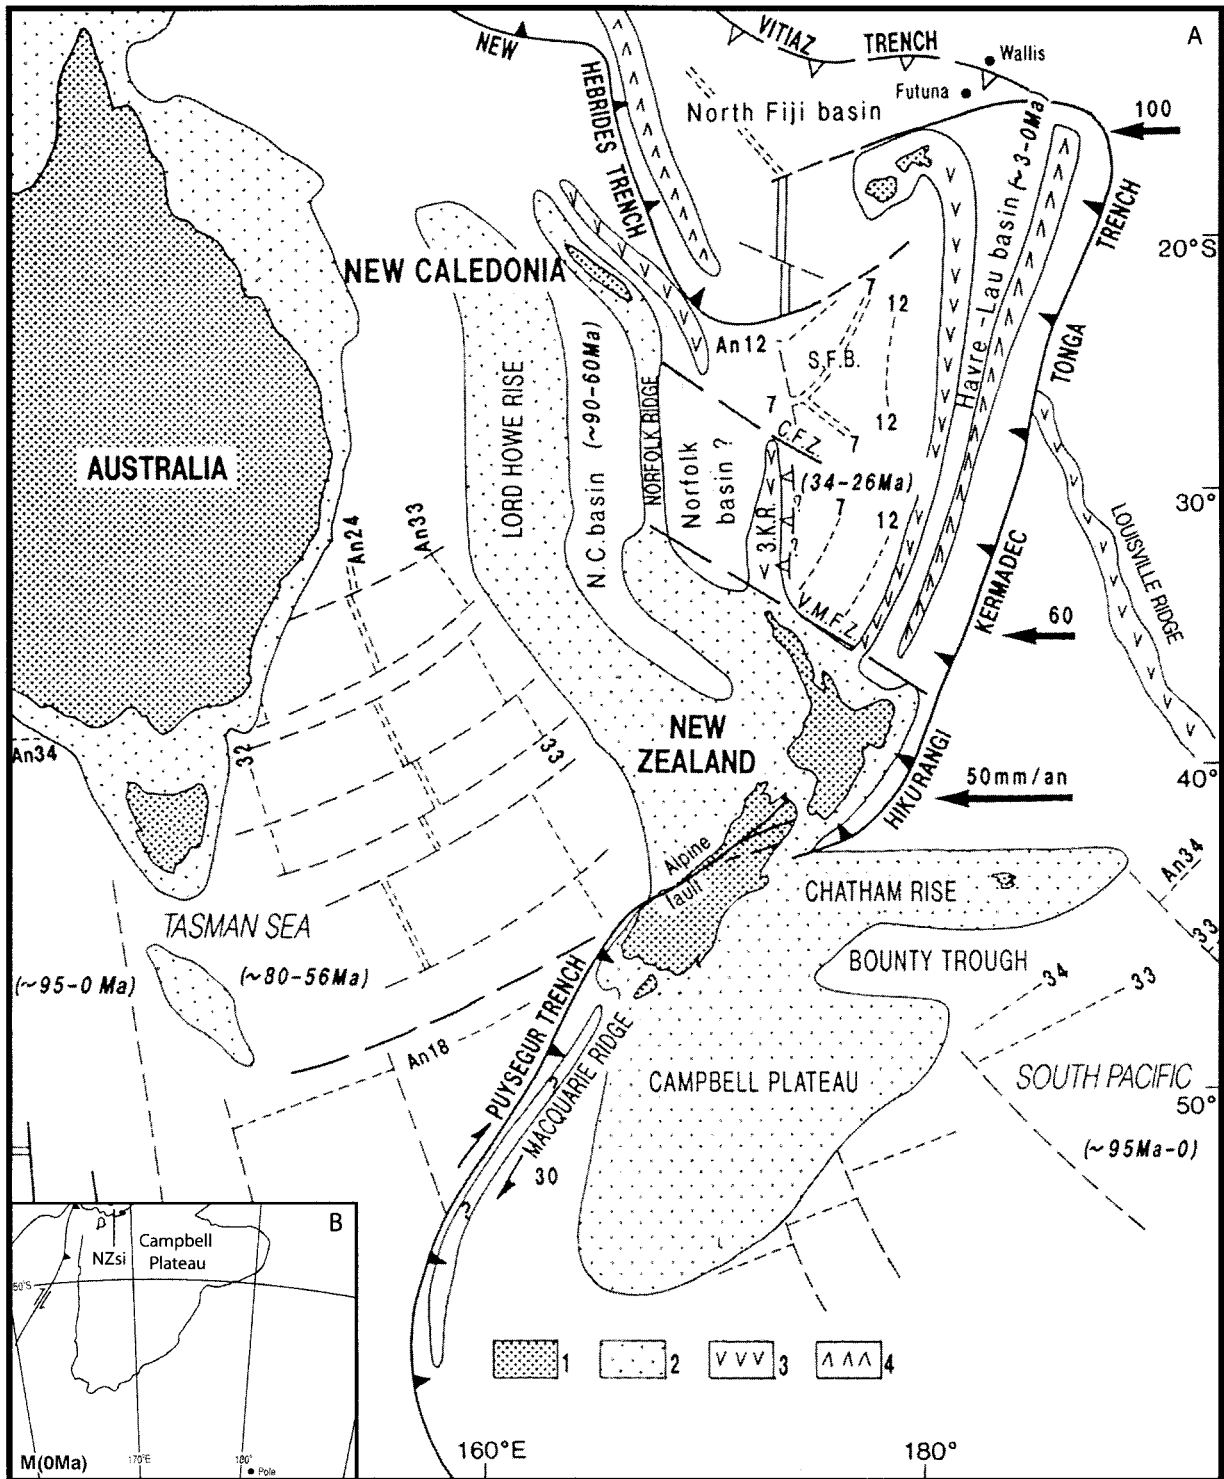 A
NEW
HEBRIDES TRENCH
VITIAZ TRENCH
Wallis
Futuna
North Fiji basin
100
TRENCH
20°S
NEW CALEDONIA
Havre-Lau basin (~3-0Ma)
7
12
An12
S.F.B.
TONGA
LORD HOWE RISE
N.C. basin (~90-60Ma)
NORFOLK RIDGE
Norfolk
basin ?
7
12
C.F.Z.
7
(34-26Ma)
AUSTRALIA
An24
An33
3.K.R.
?
7
12
?
30°
LOUISVILLE RIDGE
KERMADEC
V.M.F.Z.
60
NEW
ZEALAND
An34
32
33
HIKURANGI
50mm/an
40°
Alpine
fault
CHATHAM RISE
An34
33
TASMAN SEA
(~95-0 Ma)
(~80-56Ma)
BOUNTY TROUGH
34
33
PUYSEGUR TRENCH
An18
MACQUARIE RIDGE
CAMPBELL PLATEAU
SOUTH PACIFIC
50°
(~95Ma-0)
?
30
?
B
NZsi
Campbell
Plateau
50°S
M(0Ma)
170°E
180°
Pole
1
2
3
4
160°E
180°